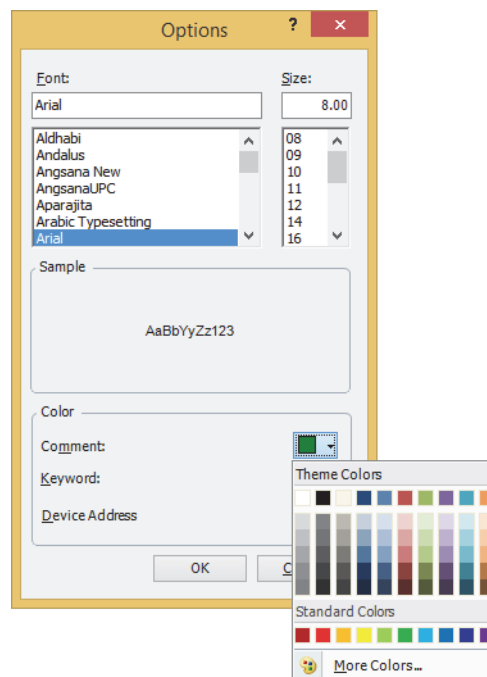 Options ?
Font: Size:
Arial 8.00
Aldhabi 08
Andalus 09
Angsana New 10
AngsanaUPC 11
Aparajita 12
Arabic Typesetting 14
Arial 16
Sample
AaBbYyZz123
Color
Comment:
Keyword:
Theme Colors
Device Address
OK C
Standard Colors
More Colors...